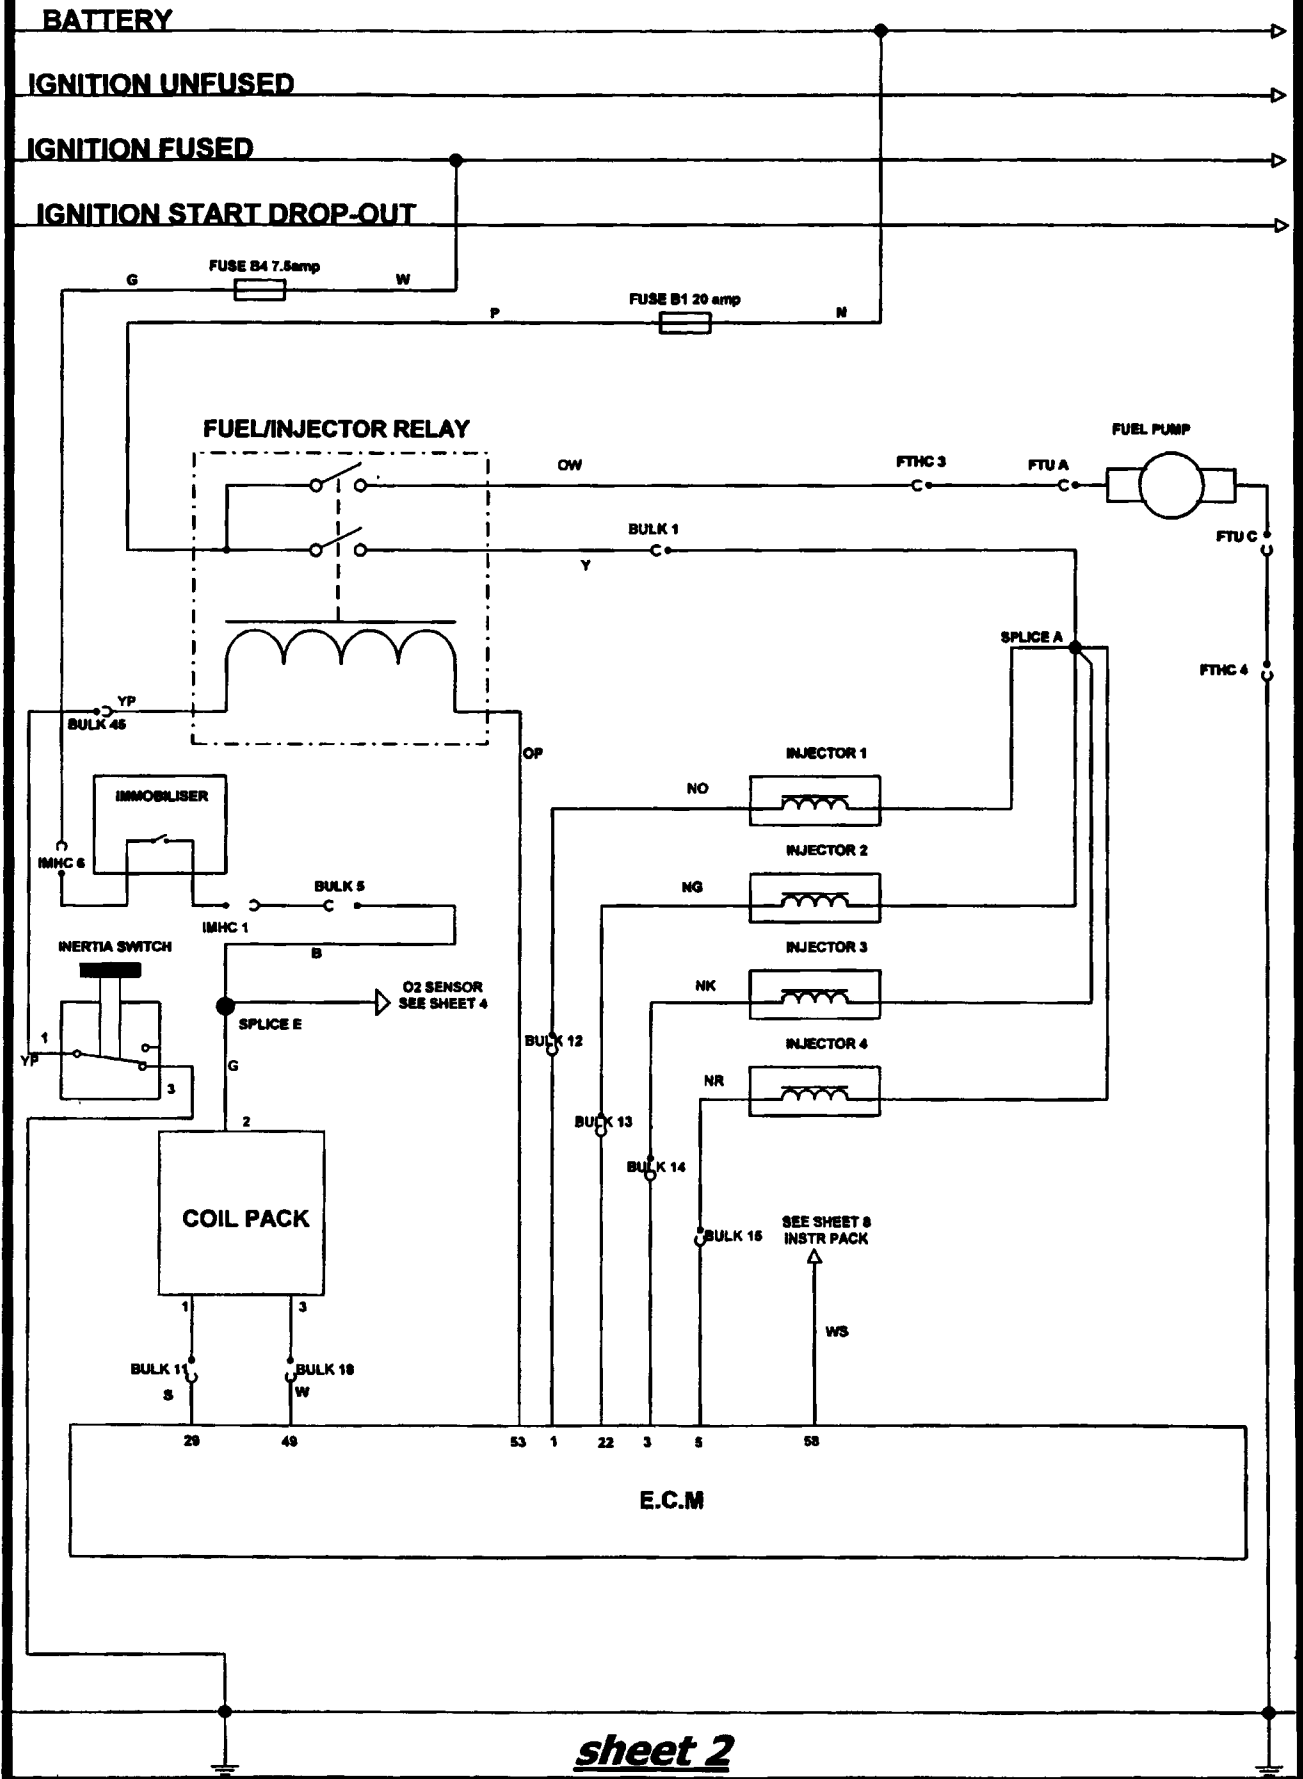 BATTERY
IGNITION UNFUSED
IGNITION FUSED
IGNITION START DROP-OUT
FUSE B4 7.5amp
G
W
FUSE B1 20 amp
P
N
FUEL/INJECTOR RELAY
FUEL PUMP
OW
FTHC 3
FTU A
BULK 1
FTU C
Y
SPLICE A
FTHC 4
YP
BULK 45
OP
INJECTOR 1
NO
IMMOBILISER
INJECTOR 2
IMHC 6
BULK 5
NG
IMHC 1
INERTIA SWITCH
B
INJECTOR 3
O2 SENSOR
SEE SHEET 4
NK
SPLICE E
1
BULK 12
INJECTOR 4
YP
G
3
NR
2
BULK 13
BULK 14
COIL PACK
SEE SHEET 8
INSTR PACK
BULK 15
1
3
WS
BULK 11
BULK 18
S
W
29
49
53
1
22
3
5
58
E.C.M
sheet 2